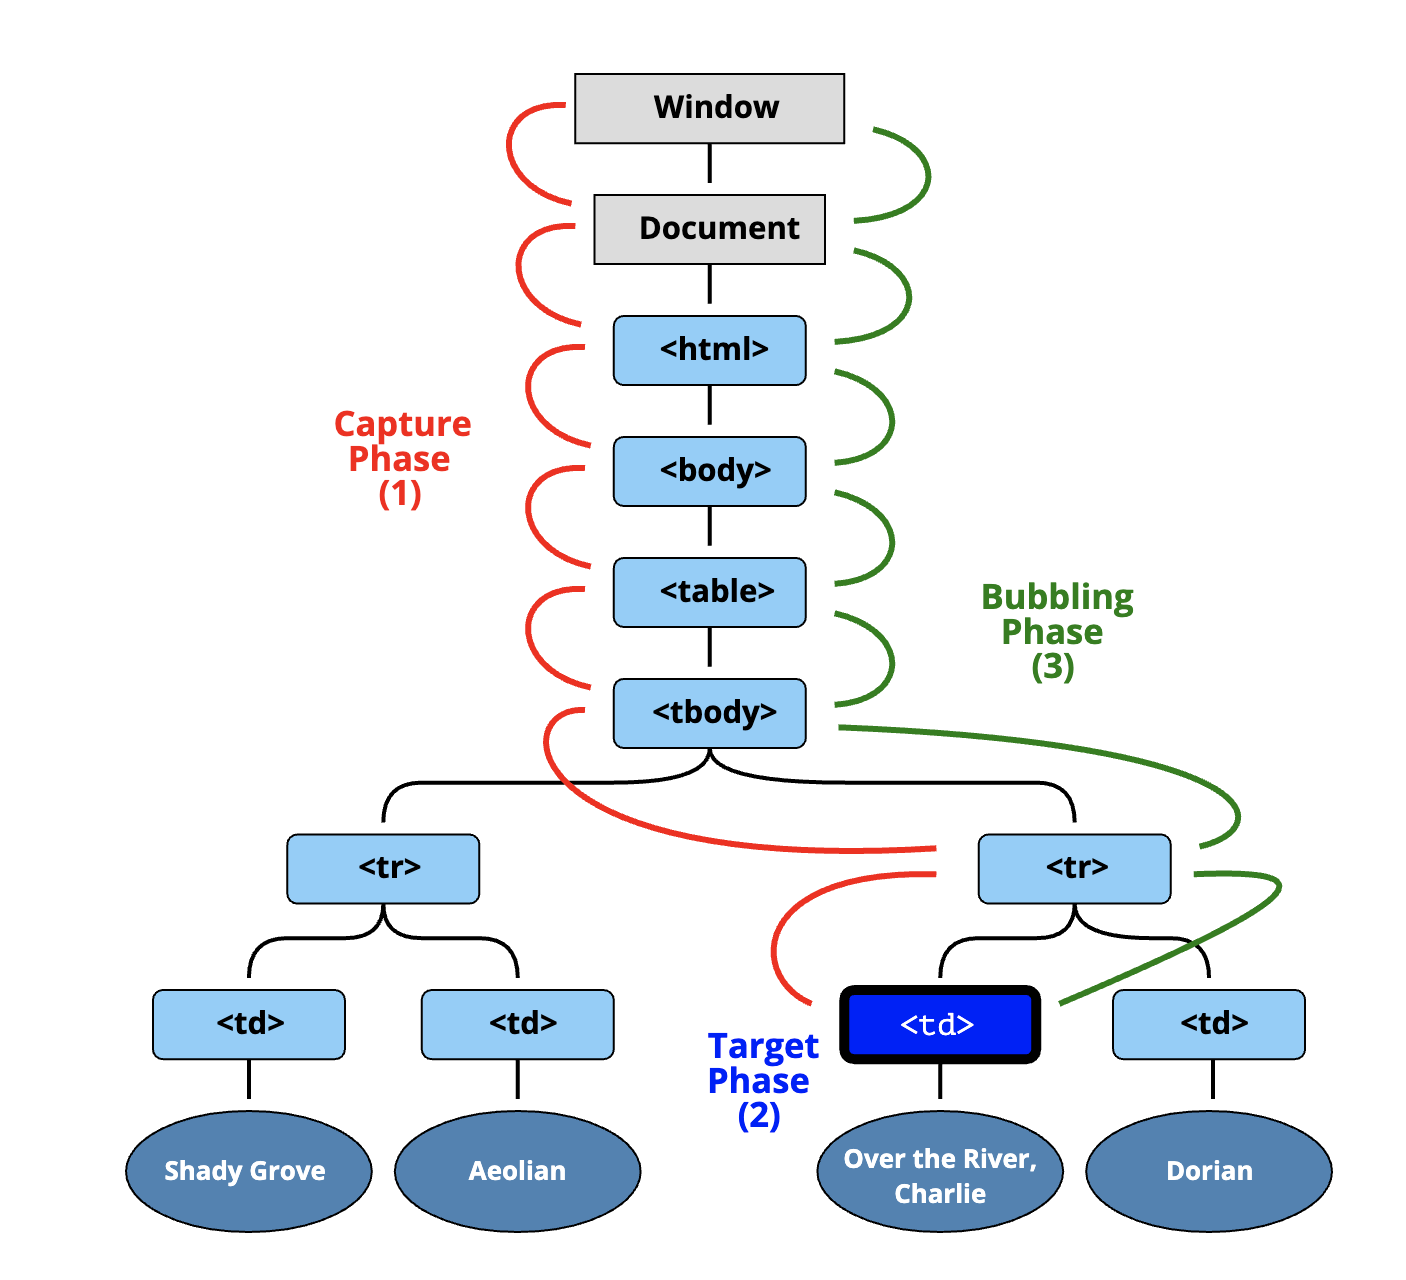 Window
Document
<html>
Capture
Phase
(1)
<body>
<table>
Bubbling
Phase
(3)
<tbody>
<tr>
<tr>
<td>
<td>
<td>
<td>
Target
Phase
(2)
Shady Grove
Aeolian
Over the River,
Charlie
Dorian